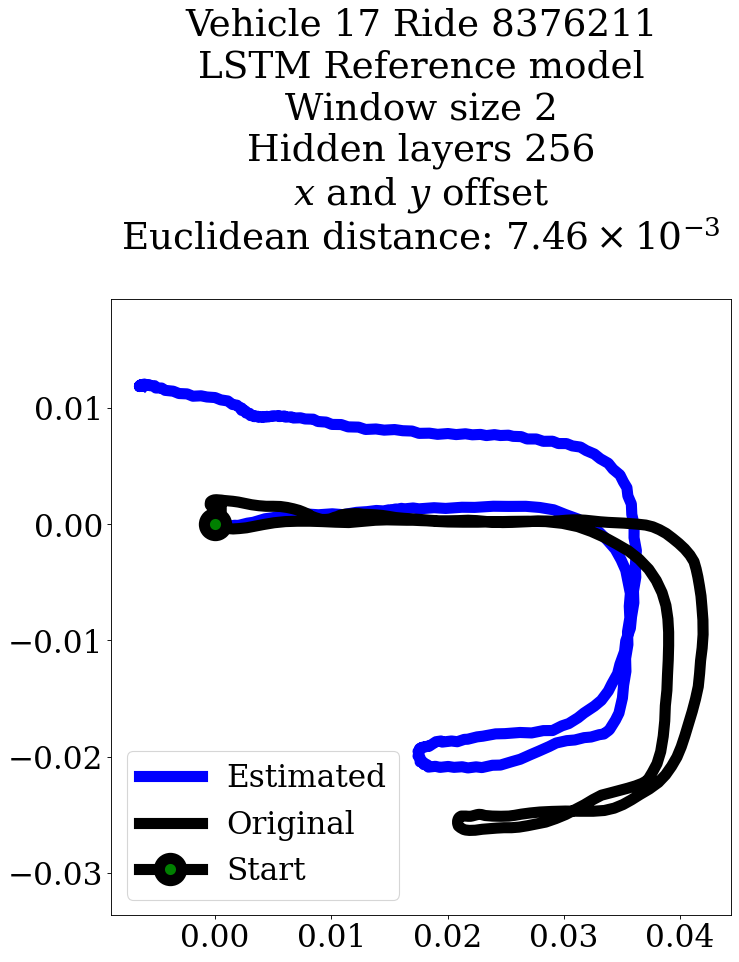 Vehicle 17 Ride 8376211
LSTM Reference model
Window size 2
Hidden layers 256
x and y offset
Euclidean distance: 7.46 × 10⁻³
0.01
0.00
−0.01
−0.02
−0.03
Estimated
Original
Start
0.00 0.01 0.02 0.03 0.04